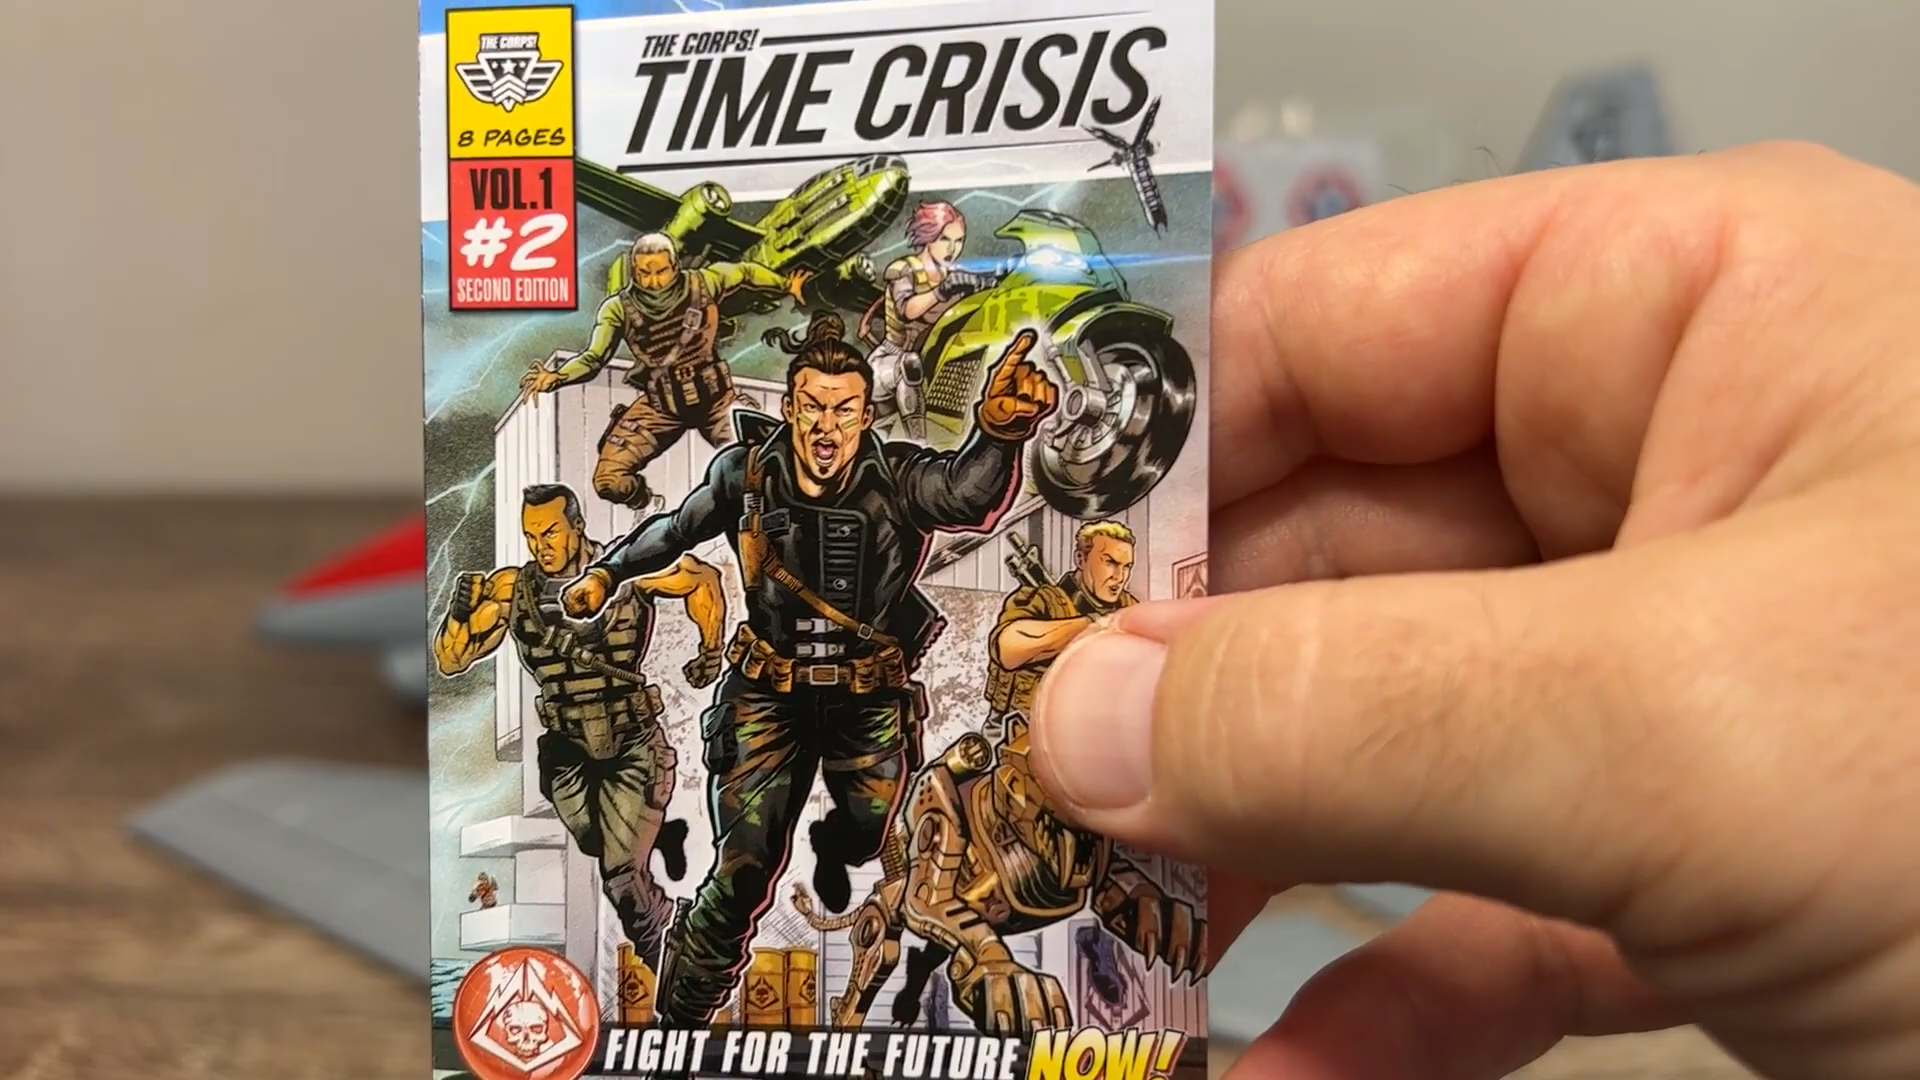 THE CORPS!
8 PAGES
VOL.1
#2
SECOND EDITION
THE CORPS!
TIME CRISIS
FIGHT FOR THE FUTURE NOW!